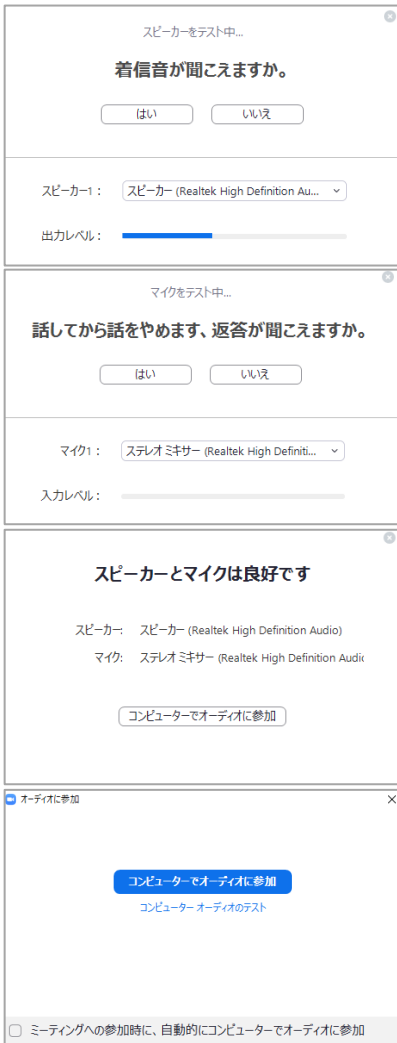 スピーカーをテスト中...
着信音が聞こえますか。
はい いいえ
スピーカー1： スピーカー (Realtek High Definition Au...
出力レベル：
マイクをテスト中...
話してから話をやめます、返答が聞こえますか。
はい いいえ
マイク1： ステレオ ミキサー (Realtek High Definiti...
入力レベル：
スピーカーとマイクは良好です
スピーカー: スピーカー (Realtek High Definition Audio)
マイク: ステレオ ミキサー (Realtek High Definition Audio
コンピューターでオーディオに参加
オーディオに参加
コンピューターでオーディオに参加
コンピューター オーディオのテスト
ミーティングへの参加時に、自動的にコンピューターでオーディオに参加